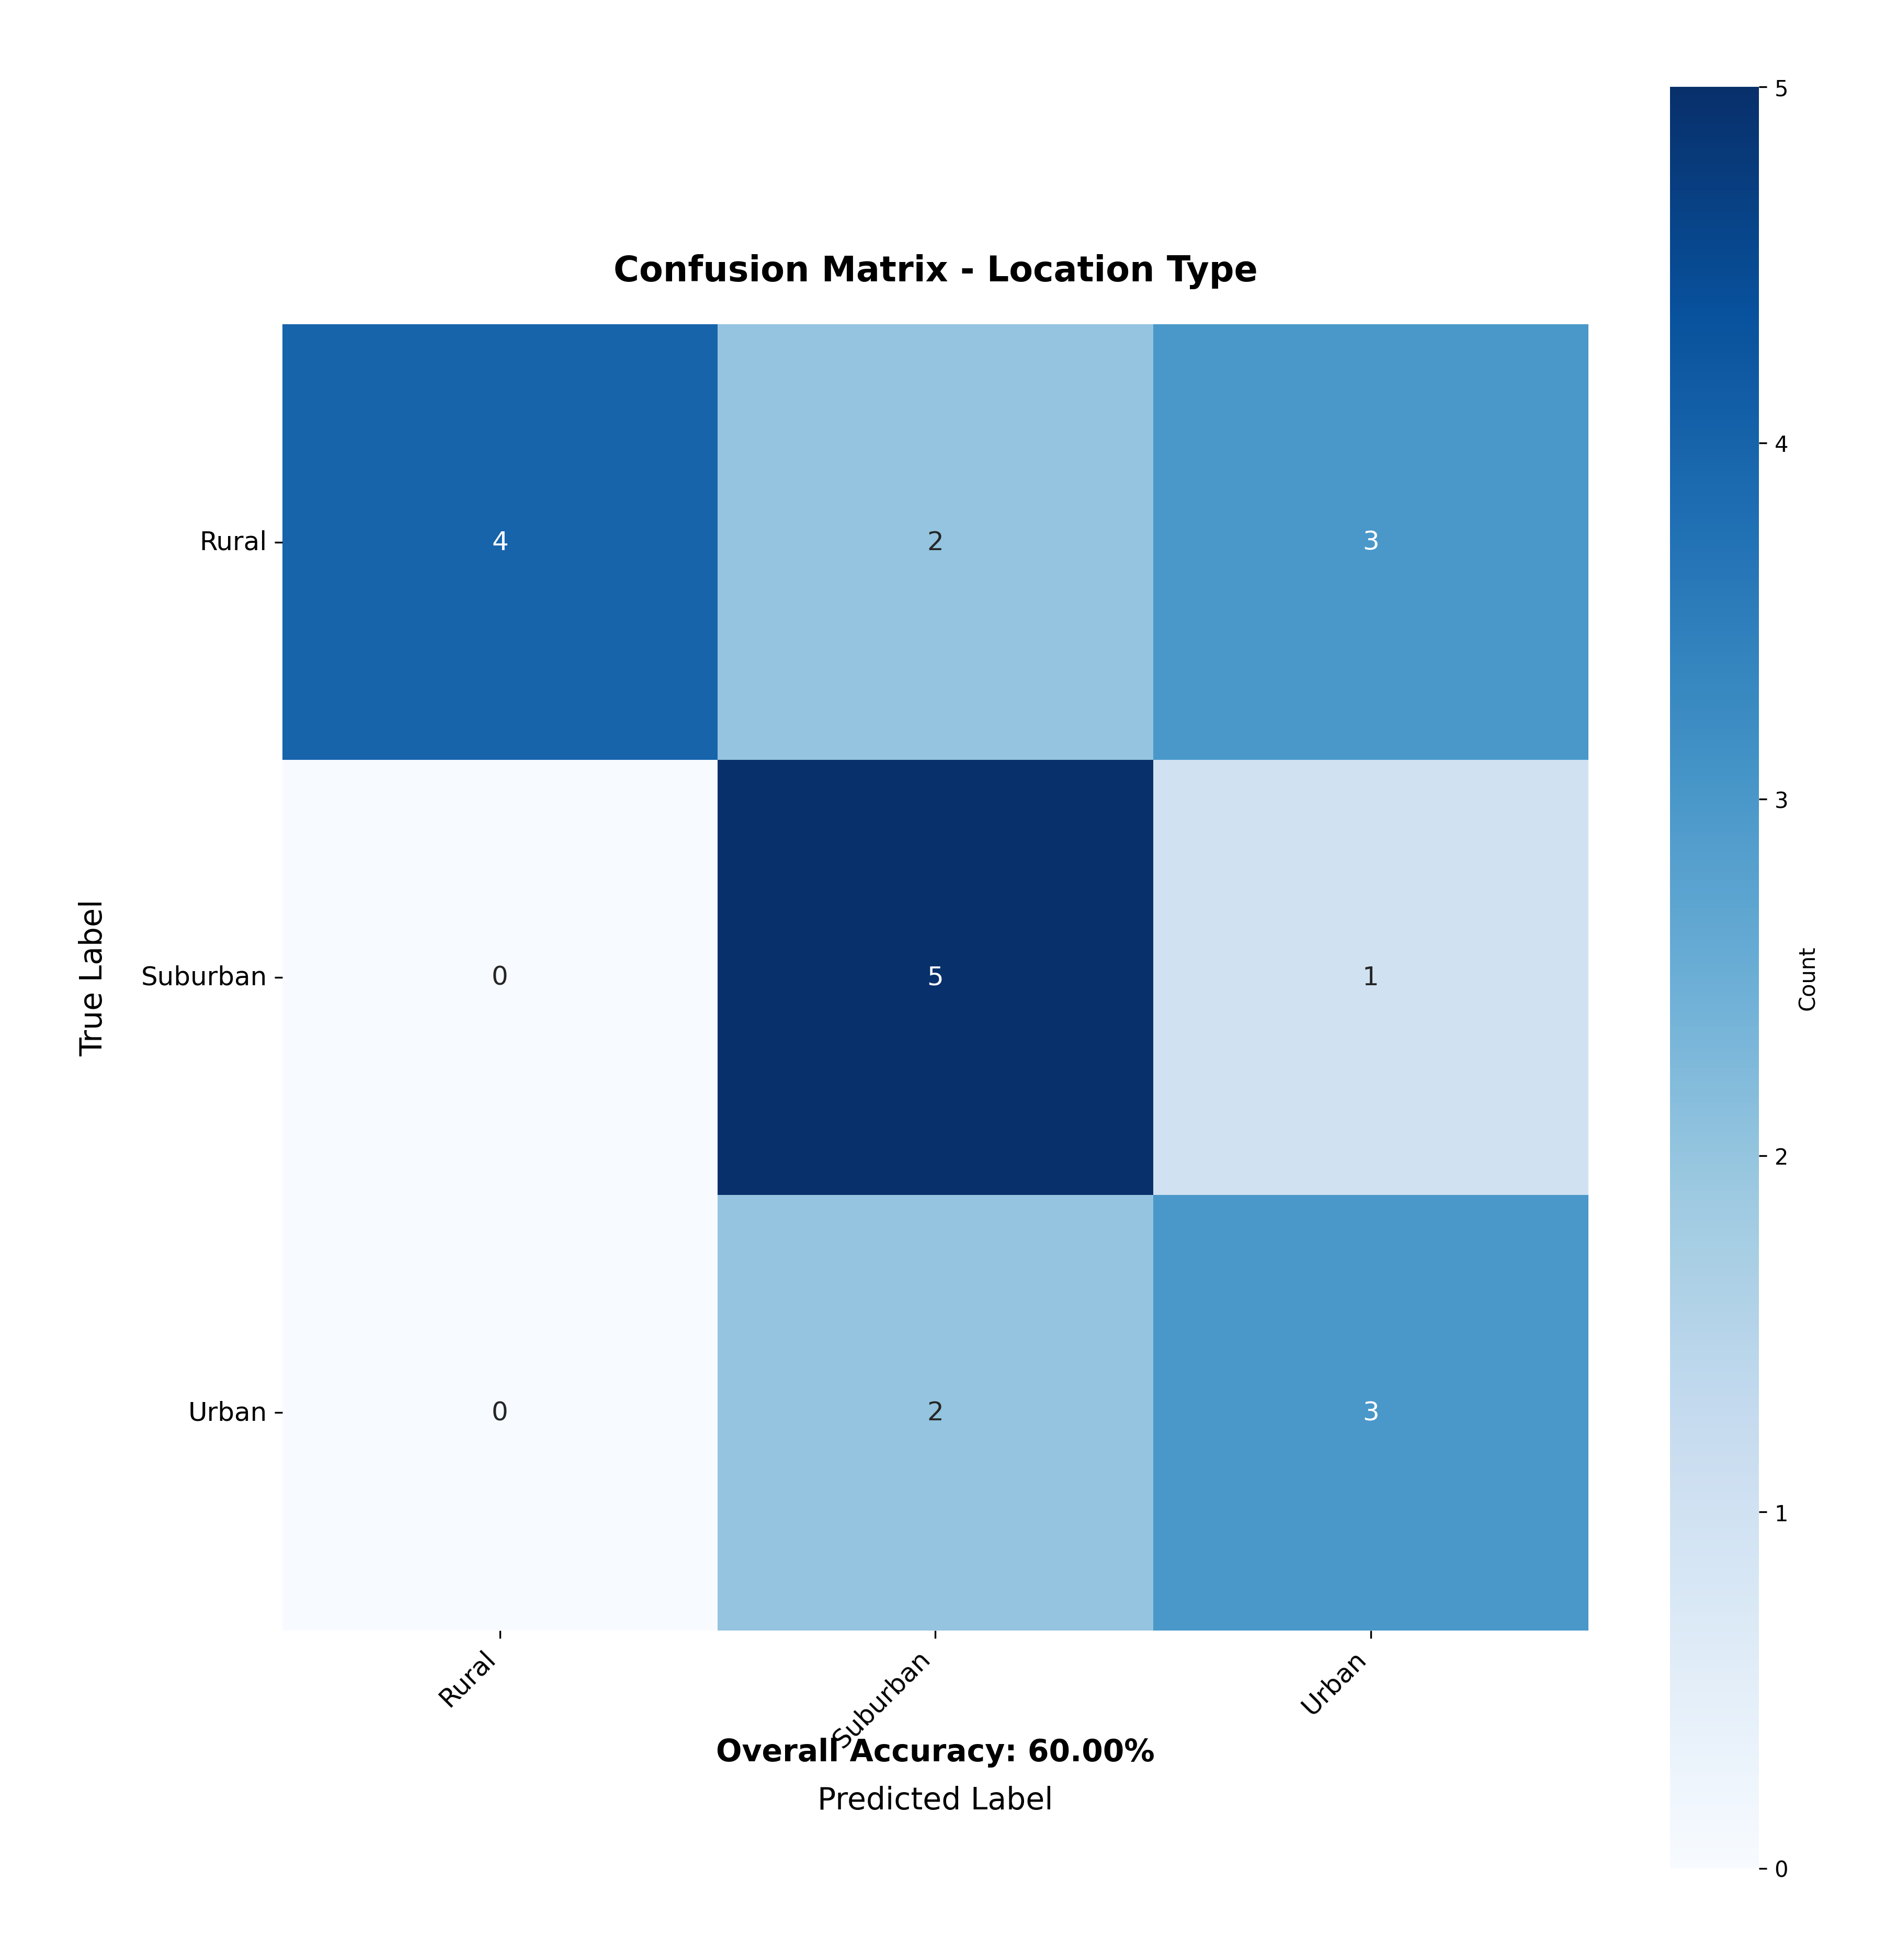 Confusion Matrix - Location Type
5
4
3
2
1
0
Count
True Label
Rural
4 2 3
Suburban
0 5 1
Urban
0 2 3
Rural Suburban Urban
Overall Accuracy: 60.00%
Predicted Label